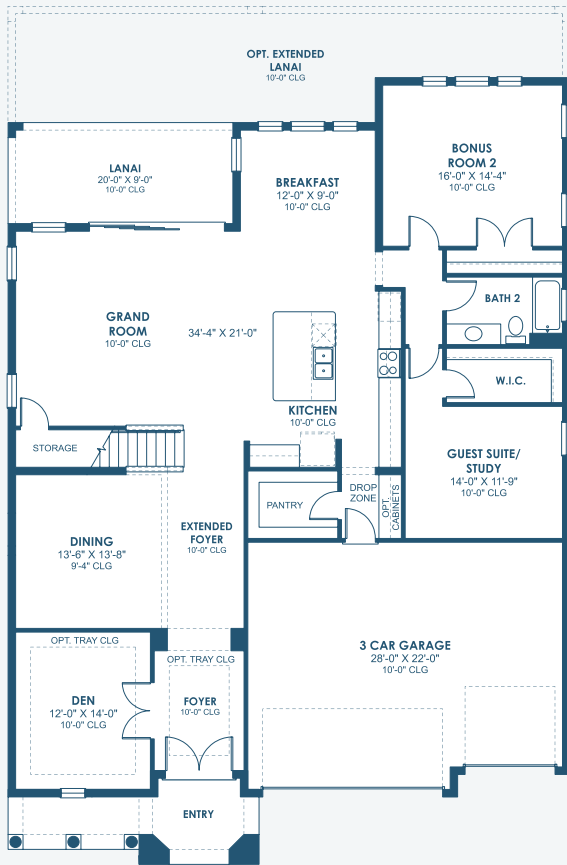 OPT. EXTENDED
LANAI
10'-0" CLG
BONUS
ROOM 2
16'-0" X 14'-4"
10'-0" CLG
LANAI
20'-0" X 9'-0"
10'-0" CLG
BREAKFAST
12'-0" X 9'-0"
10'-0" CLG
BATH 2
GRAND
ROOM
10'-0" CLG
34'-4" X 21'-0"
W.I.C.
KITCHEN
10'-0" CLG
STORAGE
GUEST SUITE/
STUDY
14'-0" X 11'-9"
10'-0" CLG
PANTRY
DROP
ZONE
OPT.
CABINETS
DINING
13'-6" X 13'-8"
9'-4" CLG
EXTENDED
FOYER
10'-0" CLG
OPT. TRAY CLG
DEN
12'-0" X 14'-0"
10'-0" CLG
OPT. TRAY CLG
FOYER
10'-0" CLG
3 CAR GARAGE
28'-0" X 22'-0"
10'-0" CLG
ENTRY